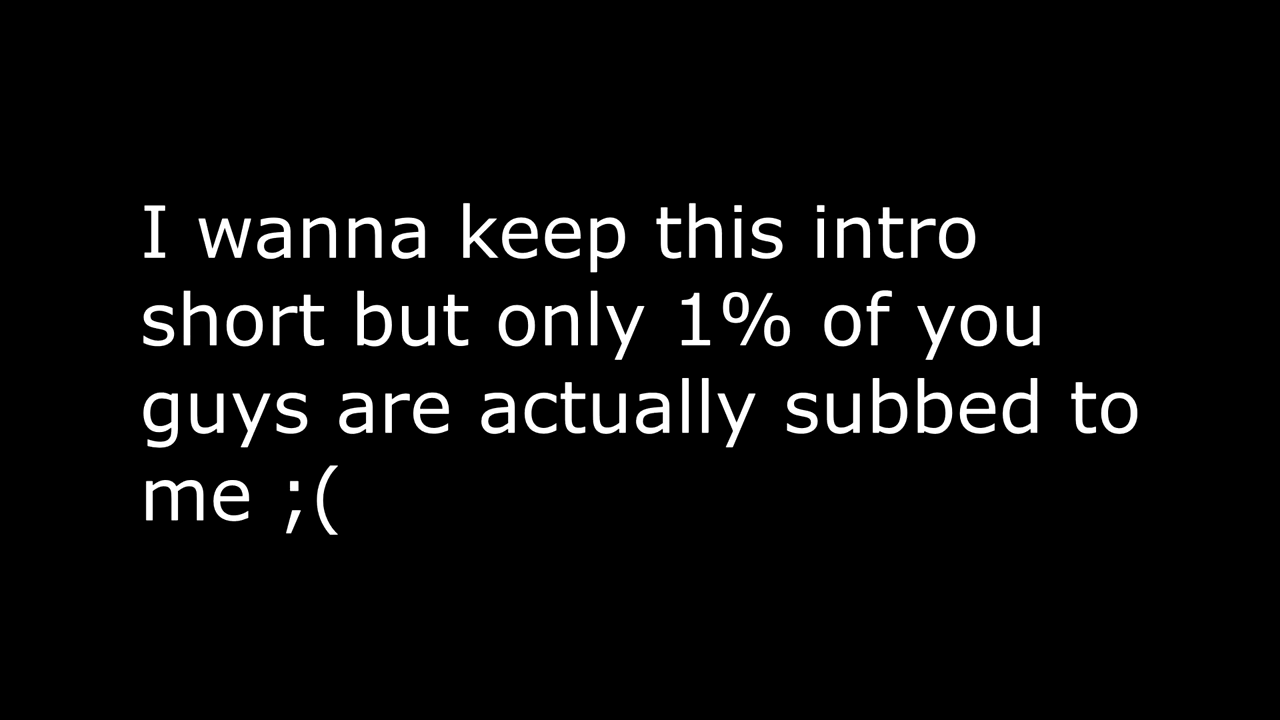 I wanna keep this intro
short but only 1% of you
guys are actually subbed to
me ;(